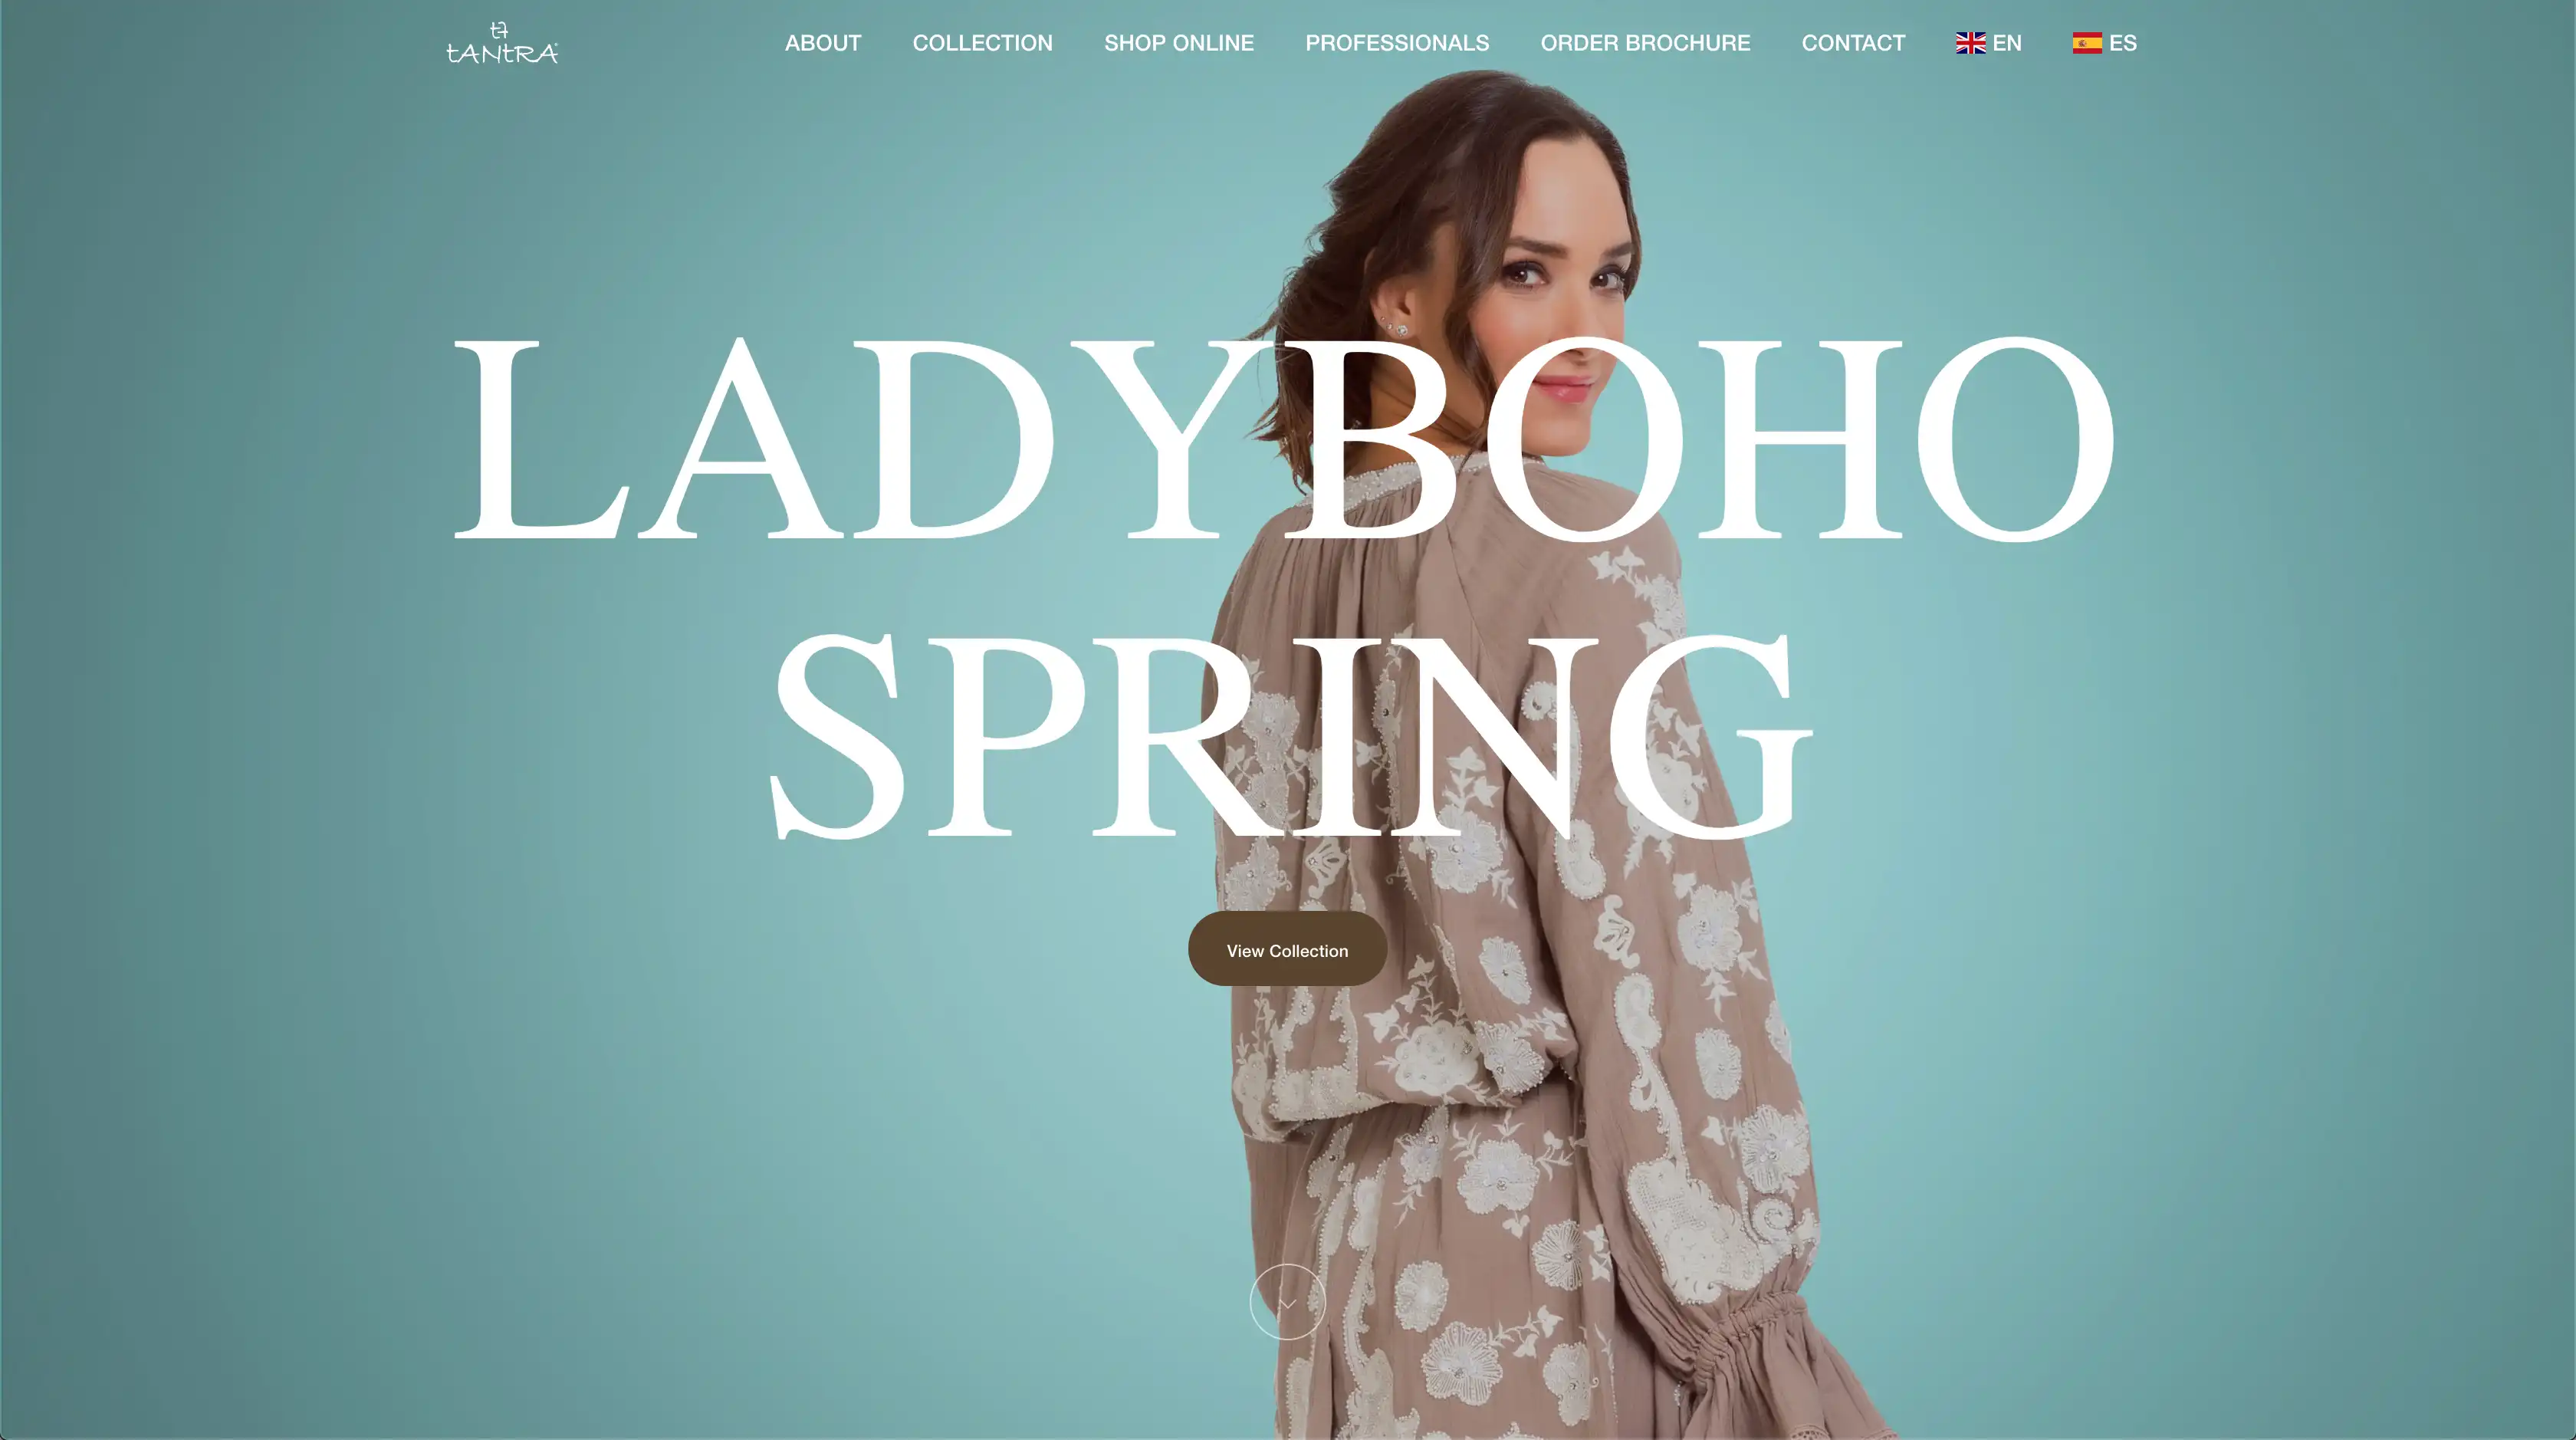 tANtRA
ABOUT
COLLECTION
SHOP ONLINE
PROFESSIONALS
ORDER BROCHURE
CONTACT
EN
ES
LADYBOHO
SPRING
View Collection